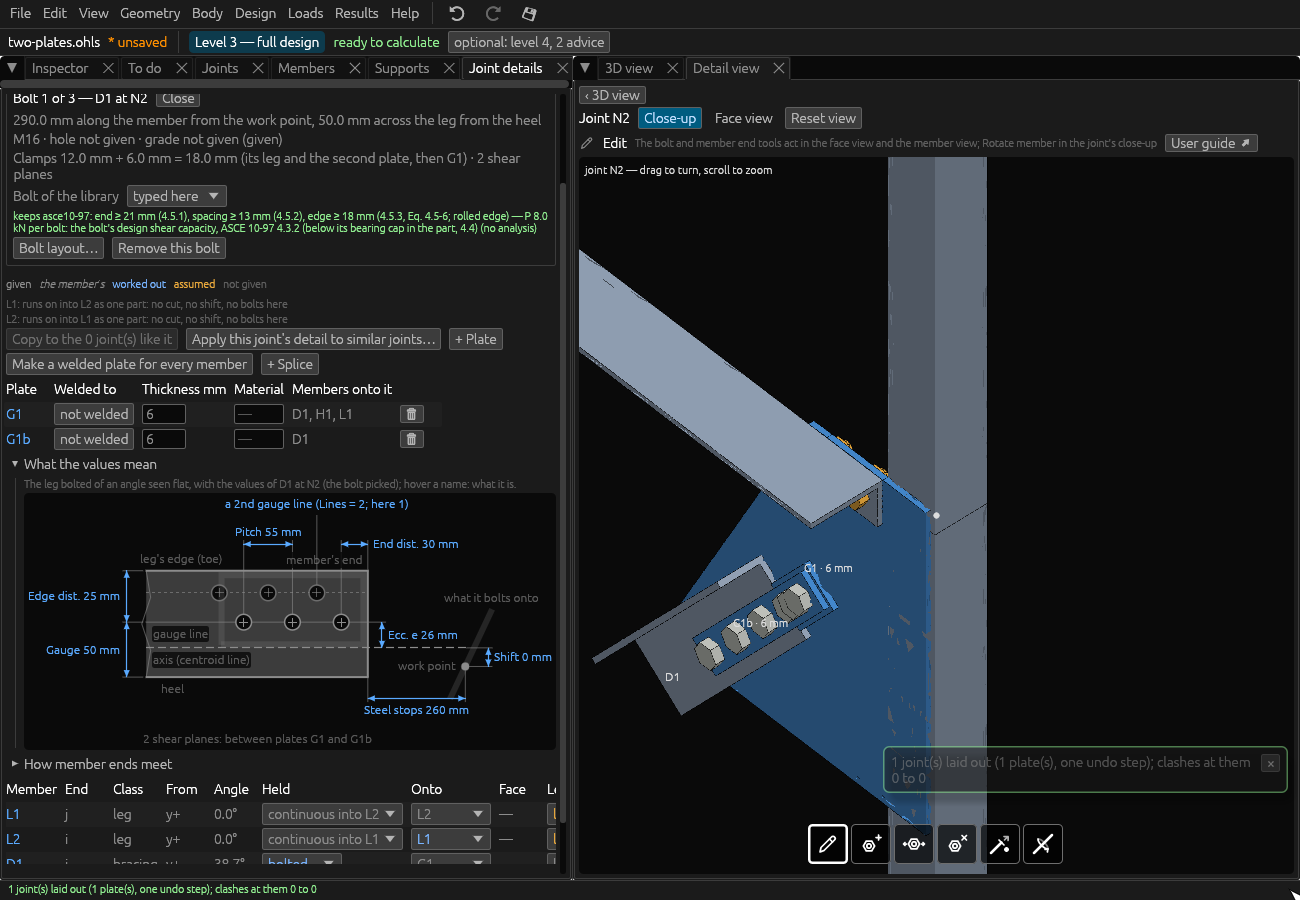 File Edit View Geometry Body Design Loads Results Help
two-plates.ohls * unsaved Level 3 — full design ready to calculate optional: level 4, 2 advice
Inspector To do Joints Members Supports Joint details
Bolt 1 of 3 — D1 at N2 Close
290.0 mm along the member from the work point, 50.0 mm across the leg from the heel
M16 · hole not given · grade not given (given)
Clamps 12.0 mm + 6.0 mm = 18.0 mm (its leg and the second plate, then G1) · 2 shear
planes
Bolt of the library typed here
keeps asce10-97: end ≥ 21 mm (4.5.1), spacing ≥ 13 mm (4.5.2), edge ≥ 18 mm (4.5.3, Eq. 4.5-6; rolled edge) — P 8.0
kN per bolt: the bolt's design shear capacity, ASCE 10-97 4.3.2 (below its bearing cap in the part, 4.4) (no analysis)
Bolt layout… Remove this bolt
given the member's worked out assumed not given
L1: runs on into L2 as one part: no cut, no shift, no bolts here
L2: runs on into L1 as one part: no cut, no shift, no bolts here
Copy to the 0 joint(s) like it Apply this joint's detail to similar joints… + Plate
Make a welded plate for every member + Splice
Plate Welded to Thickness mm Material Members onto it
G1 not welded 6 — D1, H1, L1
G1b not welded 6 — D1
What the values mean
The leg bolted of an angle seen flat, with the values of D1 at N2 (the bolt picked); hover a name: what it is.
a 2nd gauge line (Lines = 2; here 1)
Pitch 55 mm
End dist. 30 mm
leg's edge (toe)
member's end
Edge dist. 25 mm
what it bolts onto
gauge line
Ecc. e 26 mm
Gauge 50 mm
axis (centroid line)
work point
Shift 0 mm
heel
Steel stops 260 mm
2 shear planes: between plates G1 and G1b
How member ends meet
Member End Class From Angle Held Onto Face
L1 j leg y+ 0.0° continuous into L2 L2 —
L2 i leg y+ 0.0° continuous into L1 L1 —
D1 i bracing y+ 38.7° bolted G1
1 joint(s) laid out (1 plate(s), one undo step); clashes at them 0 to 0
3D view Detail view
‹ 3D view
Joint N2 Close-up Face view Reset view
Edit The bolt and member end tools act in the face view and the member view; Rotate member in the joint's close-up User guide
joint N2 — drag to turn, scroll to zoom
G1 · 6 mm
G1b · 6 mm
D1
1 joint(s) laid out (1 plate(s), one undo step); clashes at them
0 to 0